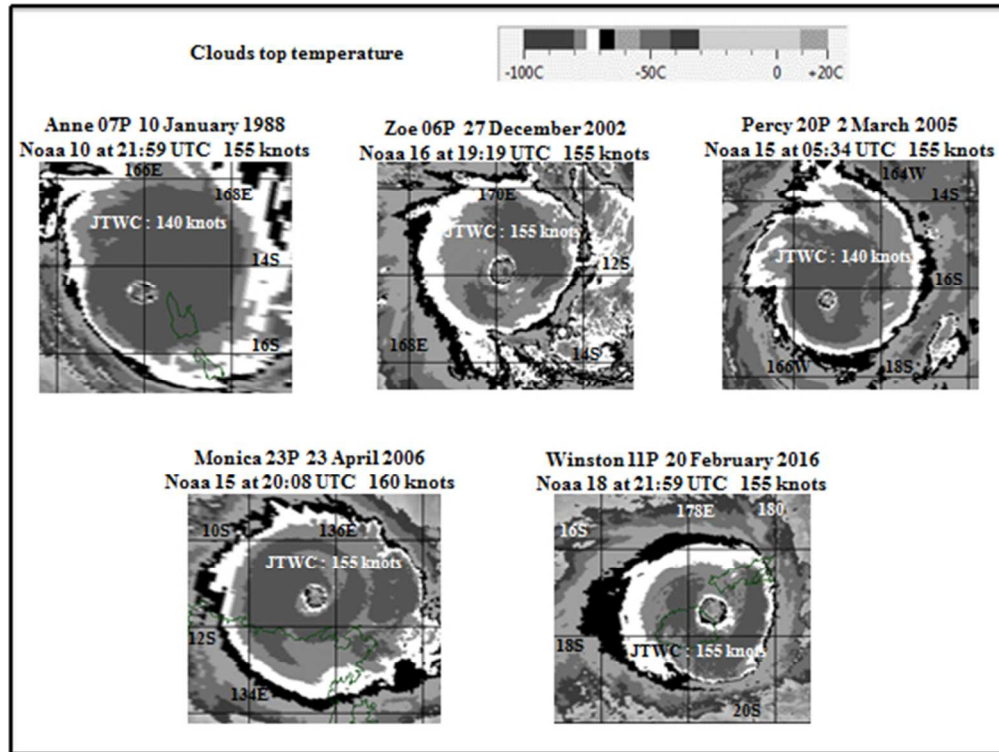 Clouds top temperature
-100C -50C 0 +20C
Anne 07P 10 January 1988
Noaa 10 at 21:59 UTC 155 knots
166E
168E
JTWC : 140 knots
14S
16S
Zoe 06P 27 December 2002
Noaa 16 at 19:19 UTC 155 knots
170E
JTWC : 155 knots
12S
168E
14S
Percy 20P 2 March 2005
Noaa 15 at 05:34 UTC 155 knots
164W
14S
JTWC : 140 knots
16S
166W
18S
Monica 23P 23 April 2006
Noaa 15 at 20:08 UTC 160 knots
10S
136E
JTWC : 155 knots
12S
134E
Winston 11P 20 February 2016
Noaa 18 at 21:59 UTC 155 knots
178E
180
16S
18S
JTWC : 155 knots
20S